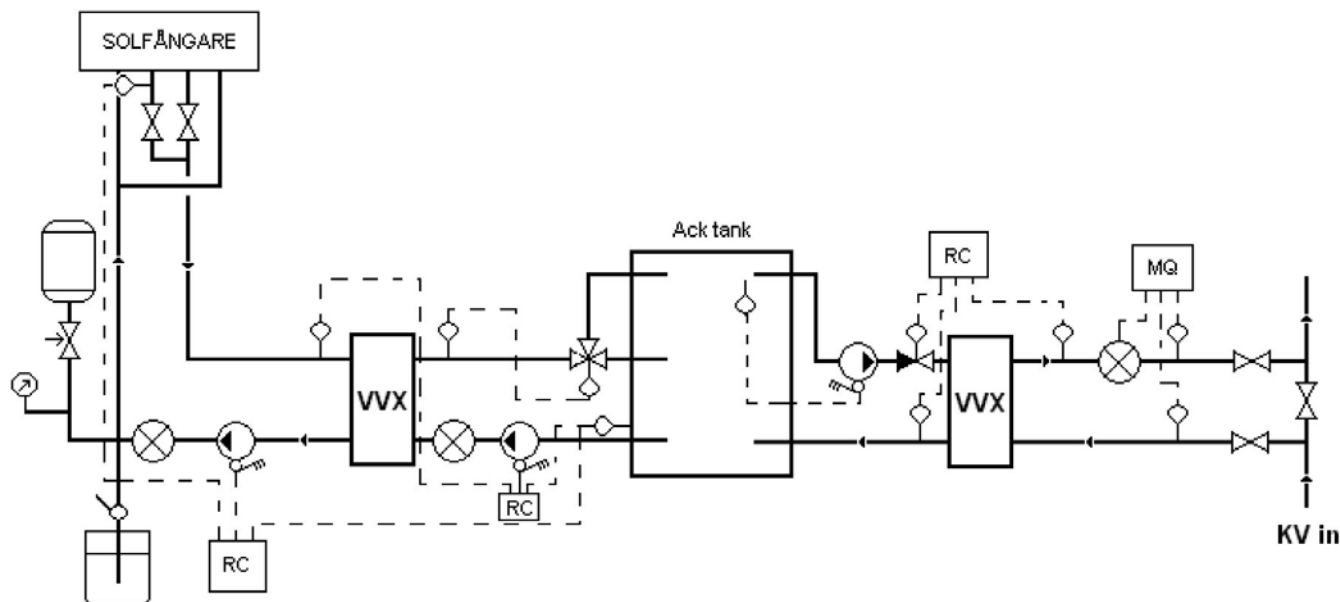 SOLFÅNGARE
Ack tank
RC
MQ
VVX
VVX
RC
KV in
RC